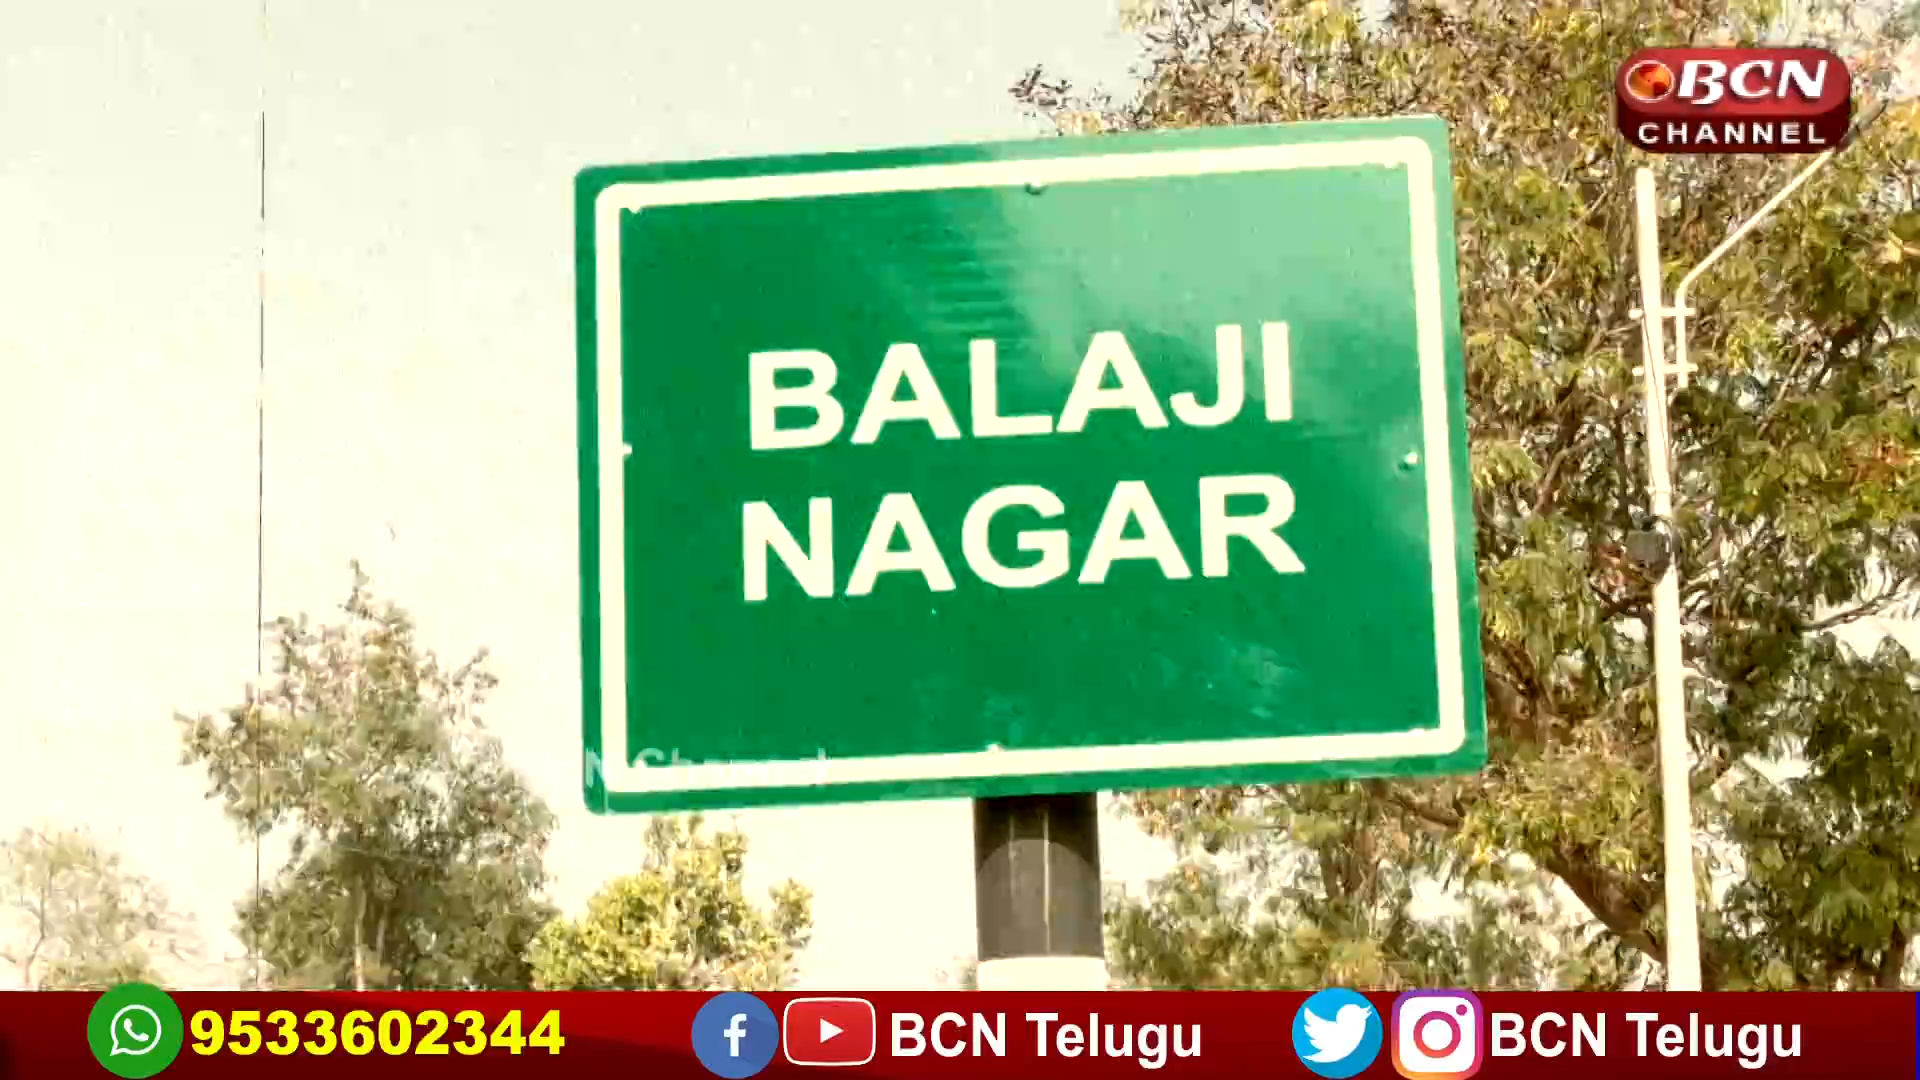 BCN
CHANNEL
BALAJI
NAGAR
9533602344
BCN Telugu
BCN Telugu